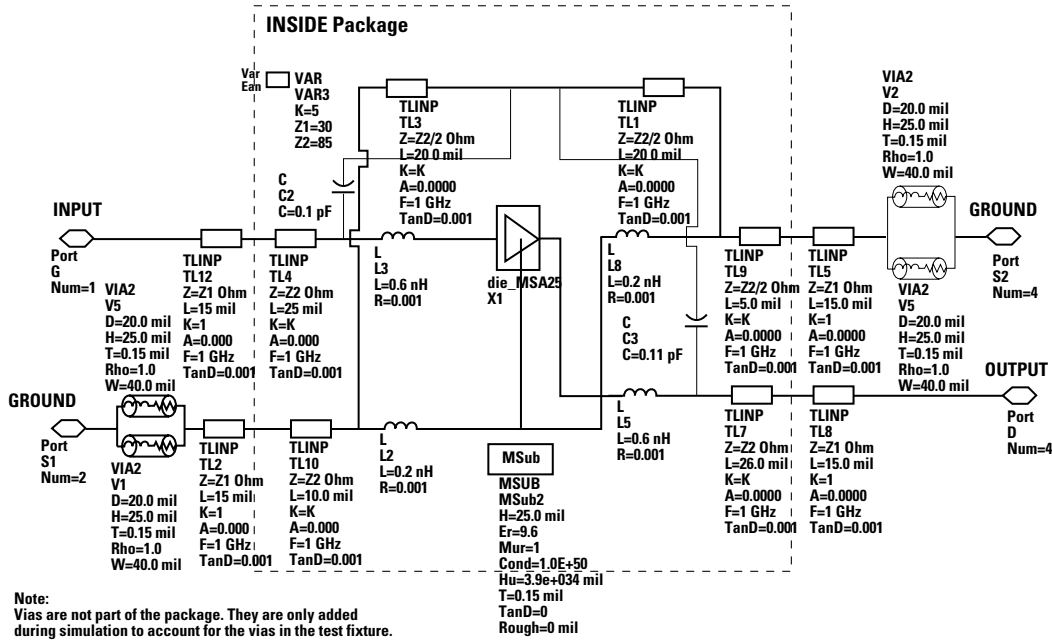 INSIDE Package
Var
Ean
VAR
VAR3
K=5
Z1=30
Z2=85
TLINP
TL3
Z=Z2/2 Ohm
L=20 0 mil
K=K
A=0.0000
F=1 GHz
TanD=0.001
TLINP
TL1
Z=Z2/2 Ohm
L=20 0 mil
K=K
A=0.0000
F=1 GHz
TanD=0.001
VIA2
V2
D=20.0 mil
H=25.0 mil
T=0.15 mil
Rho=1.0
W=40.0 mil
C
C2
C=0.1 pF
INPUT
Port
G
Num=1
TLINP
TL12
Z=Z1 Ohm
L=15 mil
K=1
A=0.000
F=1 GHz
TanD=0.001
TLINP
TL4
Z=Z2 Ohm
L=25 mil
K=K
A=0.000
F=1 GHz
TanD=0.001
L
L3
L=0.6 nH
R=0.001
die_MSA25
X1
L
L8
L=0.2 nH
R=0.001
TLINP
TL9
Z=Z2/2 Ohm
L=5.0 mil
K=K
A=0.0000
F=1 GHz
TanD=0.001
TLINP
TL5
Z=Z1 Ohm
L=15.0 mil
K=1
A=0.0000
F=1 GHz
TanD=0.001
VIA2
V5
D=20.0 mil
H=25.0 mil
T=0.15 mil
Rho=1.0
W=40.0 mil
GROUND
Port
S2
Num=4
VIA2
V5
D=20.0 mil
H=25.0 mil
T=0.15 mil
Rho=1.0
W=40.0 mil
C
C3
C=0.11 pF
GROUND
Port
S1
Num=2
VIA2
V1
D=20.0 mil
H=25.0 mil
T=0.15 mil
Rho=1.0
W=40.0 mil
TLINP
TL2
Z=Z1 Ohm
L=15 mil
K=1
A=0.000
F=1 GHz
TanD=0.001
TLINP
TL10
Z=Z2 Ohm
L=10.0 mil
K=K
A=0.000
F=1 GHz
TanD=0.001
L
L2
L=0.2 nH
R=0.001
MSub
MSUB
MSub2
H=25.0 mil
Er=9.6
Mur=1
Cond=1.0E+50
Hu=3.9e+034 mil
T=0.15 mil
TanD=0
Rough=0 mil
L
L5
L=0.6 nH
R=0.001
TLINP
TL7
Z=Z2 Ohm
L=26.0 mil
K=K
A=0.0000
F=1 GHz
TanD=0.001
TLINP
TL8
Z=Z1 Ohm
L=15.0 mil
K=1
A=0.0000
F=1 GHz
TanD=0.001
OUTPUT
Port
D
Num=4
Note:
Vias are not part of the package. They are only added
during simulation to account for the vias in the test fixture.